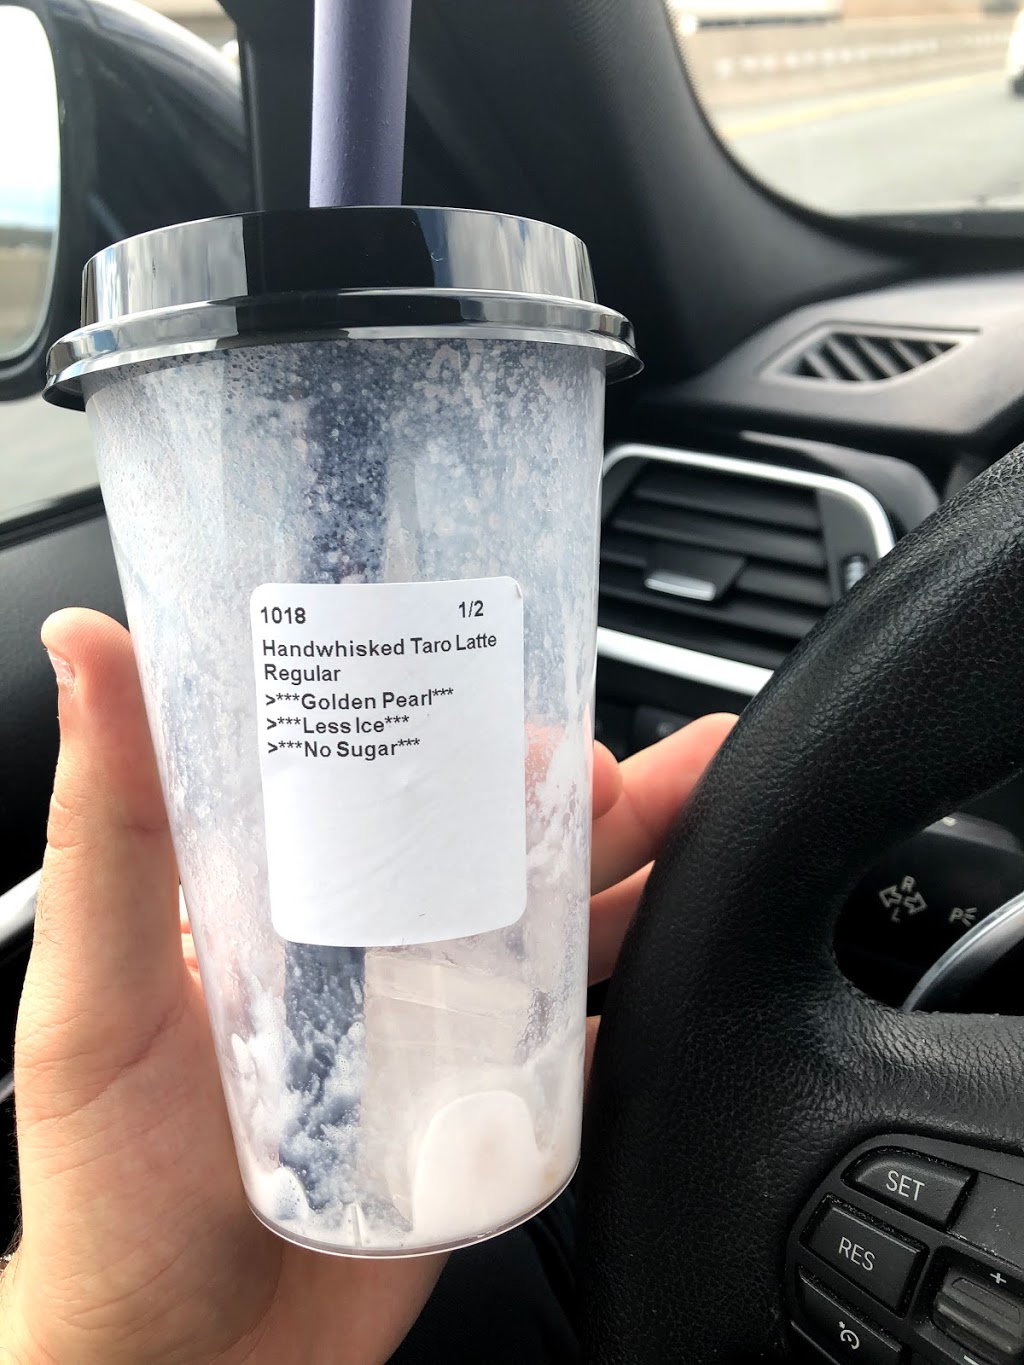 1018 1/2
Handwhisked Taro Latte
Regular
>***Golden Pearl***
>***Less Ice***
>***No Sugar***
R
L
P
SET
RES
+